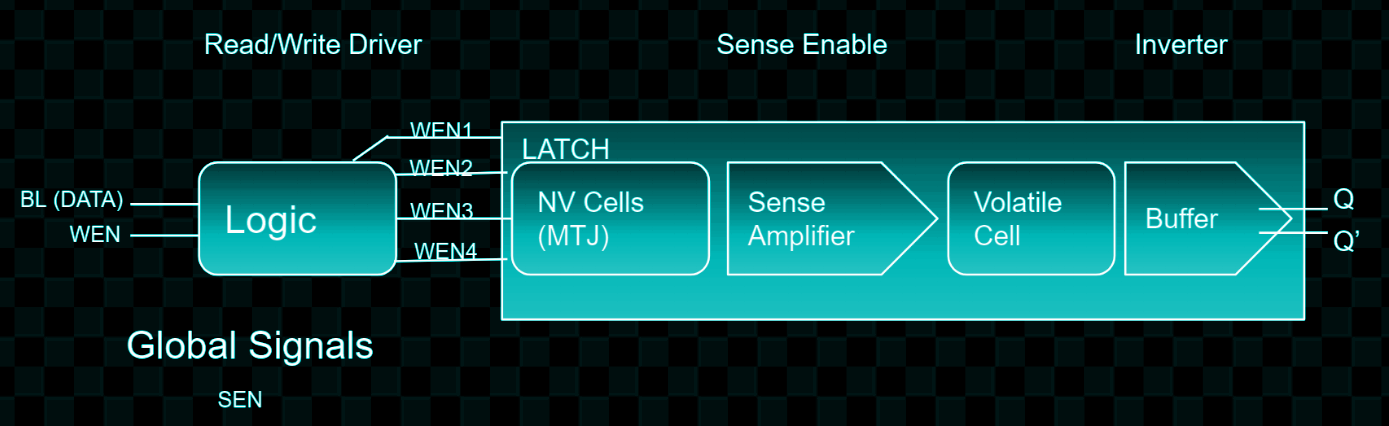 Read/Write Driver
Sense Enable
Inverter
WEN1
LATCH
WEN2
BL (DATA)
WEN
Logic
WEN3
WEN4
NV Cells
(MTJ)
Sense
Amplifier
Volatile
Cell
Buffer
Q
Q’
Global Signals
SEN